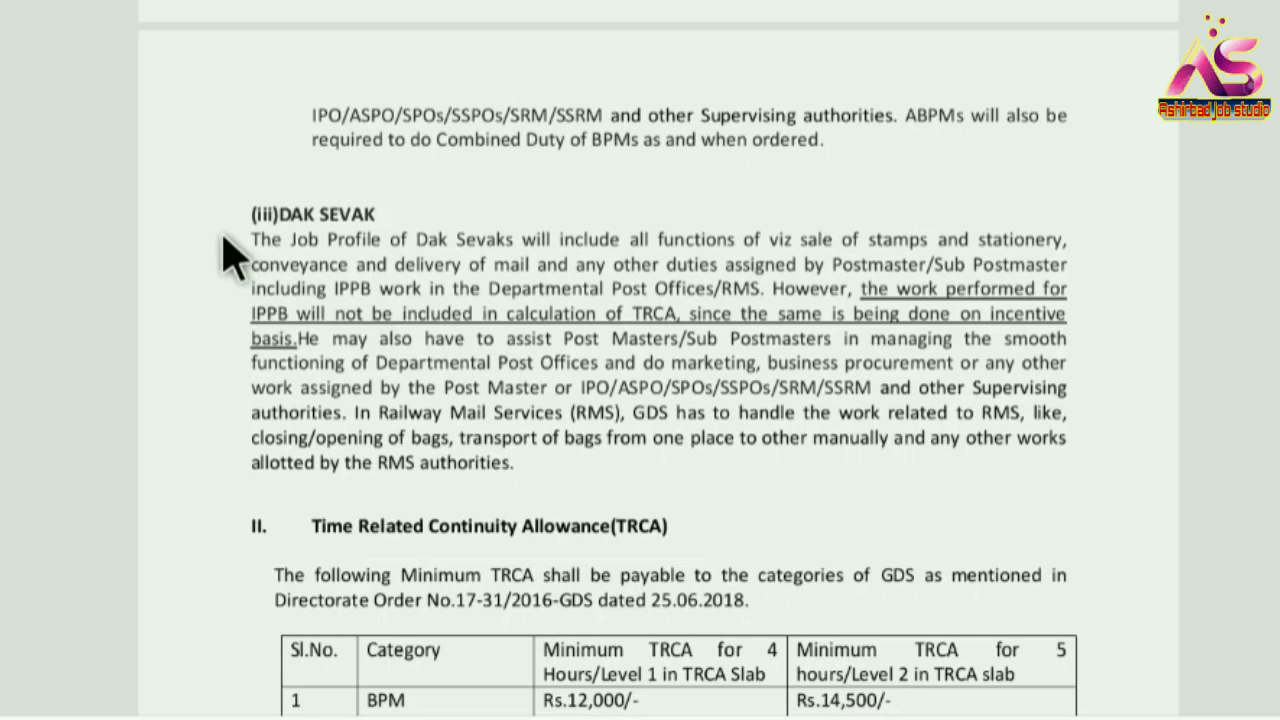 IPO/ASPO/SPOs/SSPOs/SRM/SSRM and other Supervising authorities. ABPMs will also be
required to do Combined Duty of BPMs as and when ordered.
(iii)DAK SEVAK
The Job Profile of Dak Sevaks will include all functions of viz sale of stamps and stationery,
conveyance and delivery of mail and any other duties assigned by Postmaster/Sub Postmaster
including IPPB work in the Departmental Post Offices/RMS. However, the work performed for
IPPB will not be included in calculation of TRCA, since the same is being done on incentive
basis.He may also have to assist Post Masters/Sub Postmasters in managing the smooth
functioning of Departmental Post Offices and do marketing, business procurement or any other
work assigned by the Post Master or IPO/ASPO/SPOs/SSPOs/SRM/SSRM and other Supervising
authorities. In Railway Mail Services (RMS), GDS has to handle the work related to RMS, like,
closing/opening of bags, transport of bags from one place to other manually and any other works
allotted by the RMS authorities.
II. Time Related Continuity Allowance(TRCA)
The following Minimum TRCA shall be payable to the categories of GDS as mentioned in
Directorate Order No.17-31/2016-GDS dated 25.06.2018.
Sl.No. Category Minimum TRCA for 4 Minimum TRCA for 5
Hours/Level 1 in TRCA Slab hours/Level 2 in TRCA slab
1 BPM Rs.12,000/- Rs.14,500/-
AS
Ashirbad job studio